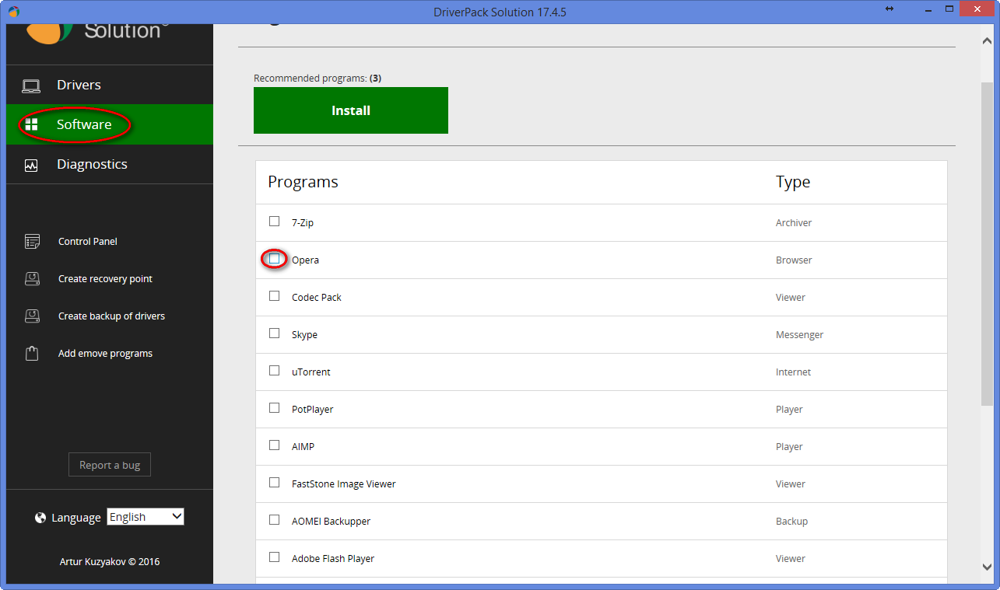 DriverPack Solution 17.4.5
Solution
Drivers
Software
Diagnostics
Control Panel
Create recovery point
Create backup of drivers
Add emove programs
Report a bug
Language English
Artur Kuzyakov © 2016
Recommended programs: (3)
Install
Programs Type
7-Zip Archiver
Opera Browser
Codec Pack Viewer
Skype Messenger
uTorrent Internet
PotPlayer Player
AIMP Player
FastStone Image Viewer Viewer
AOMEI Backupper Backup
Adobe Flash Player Viewer